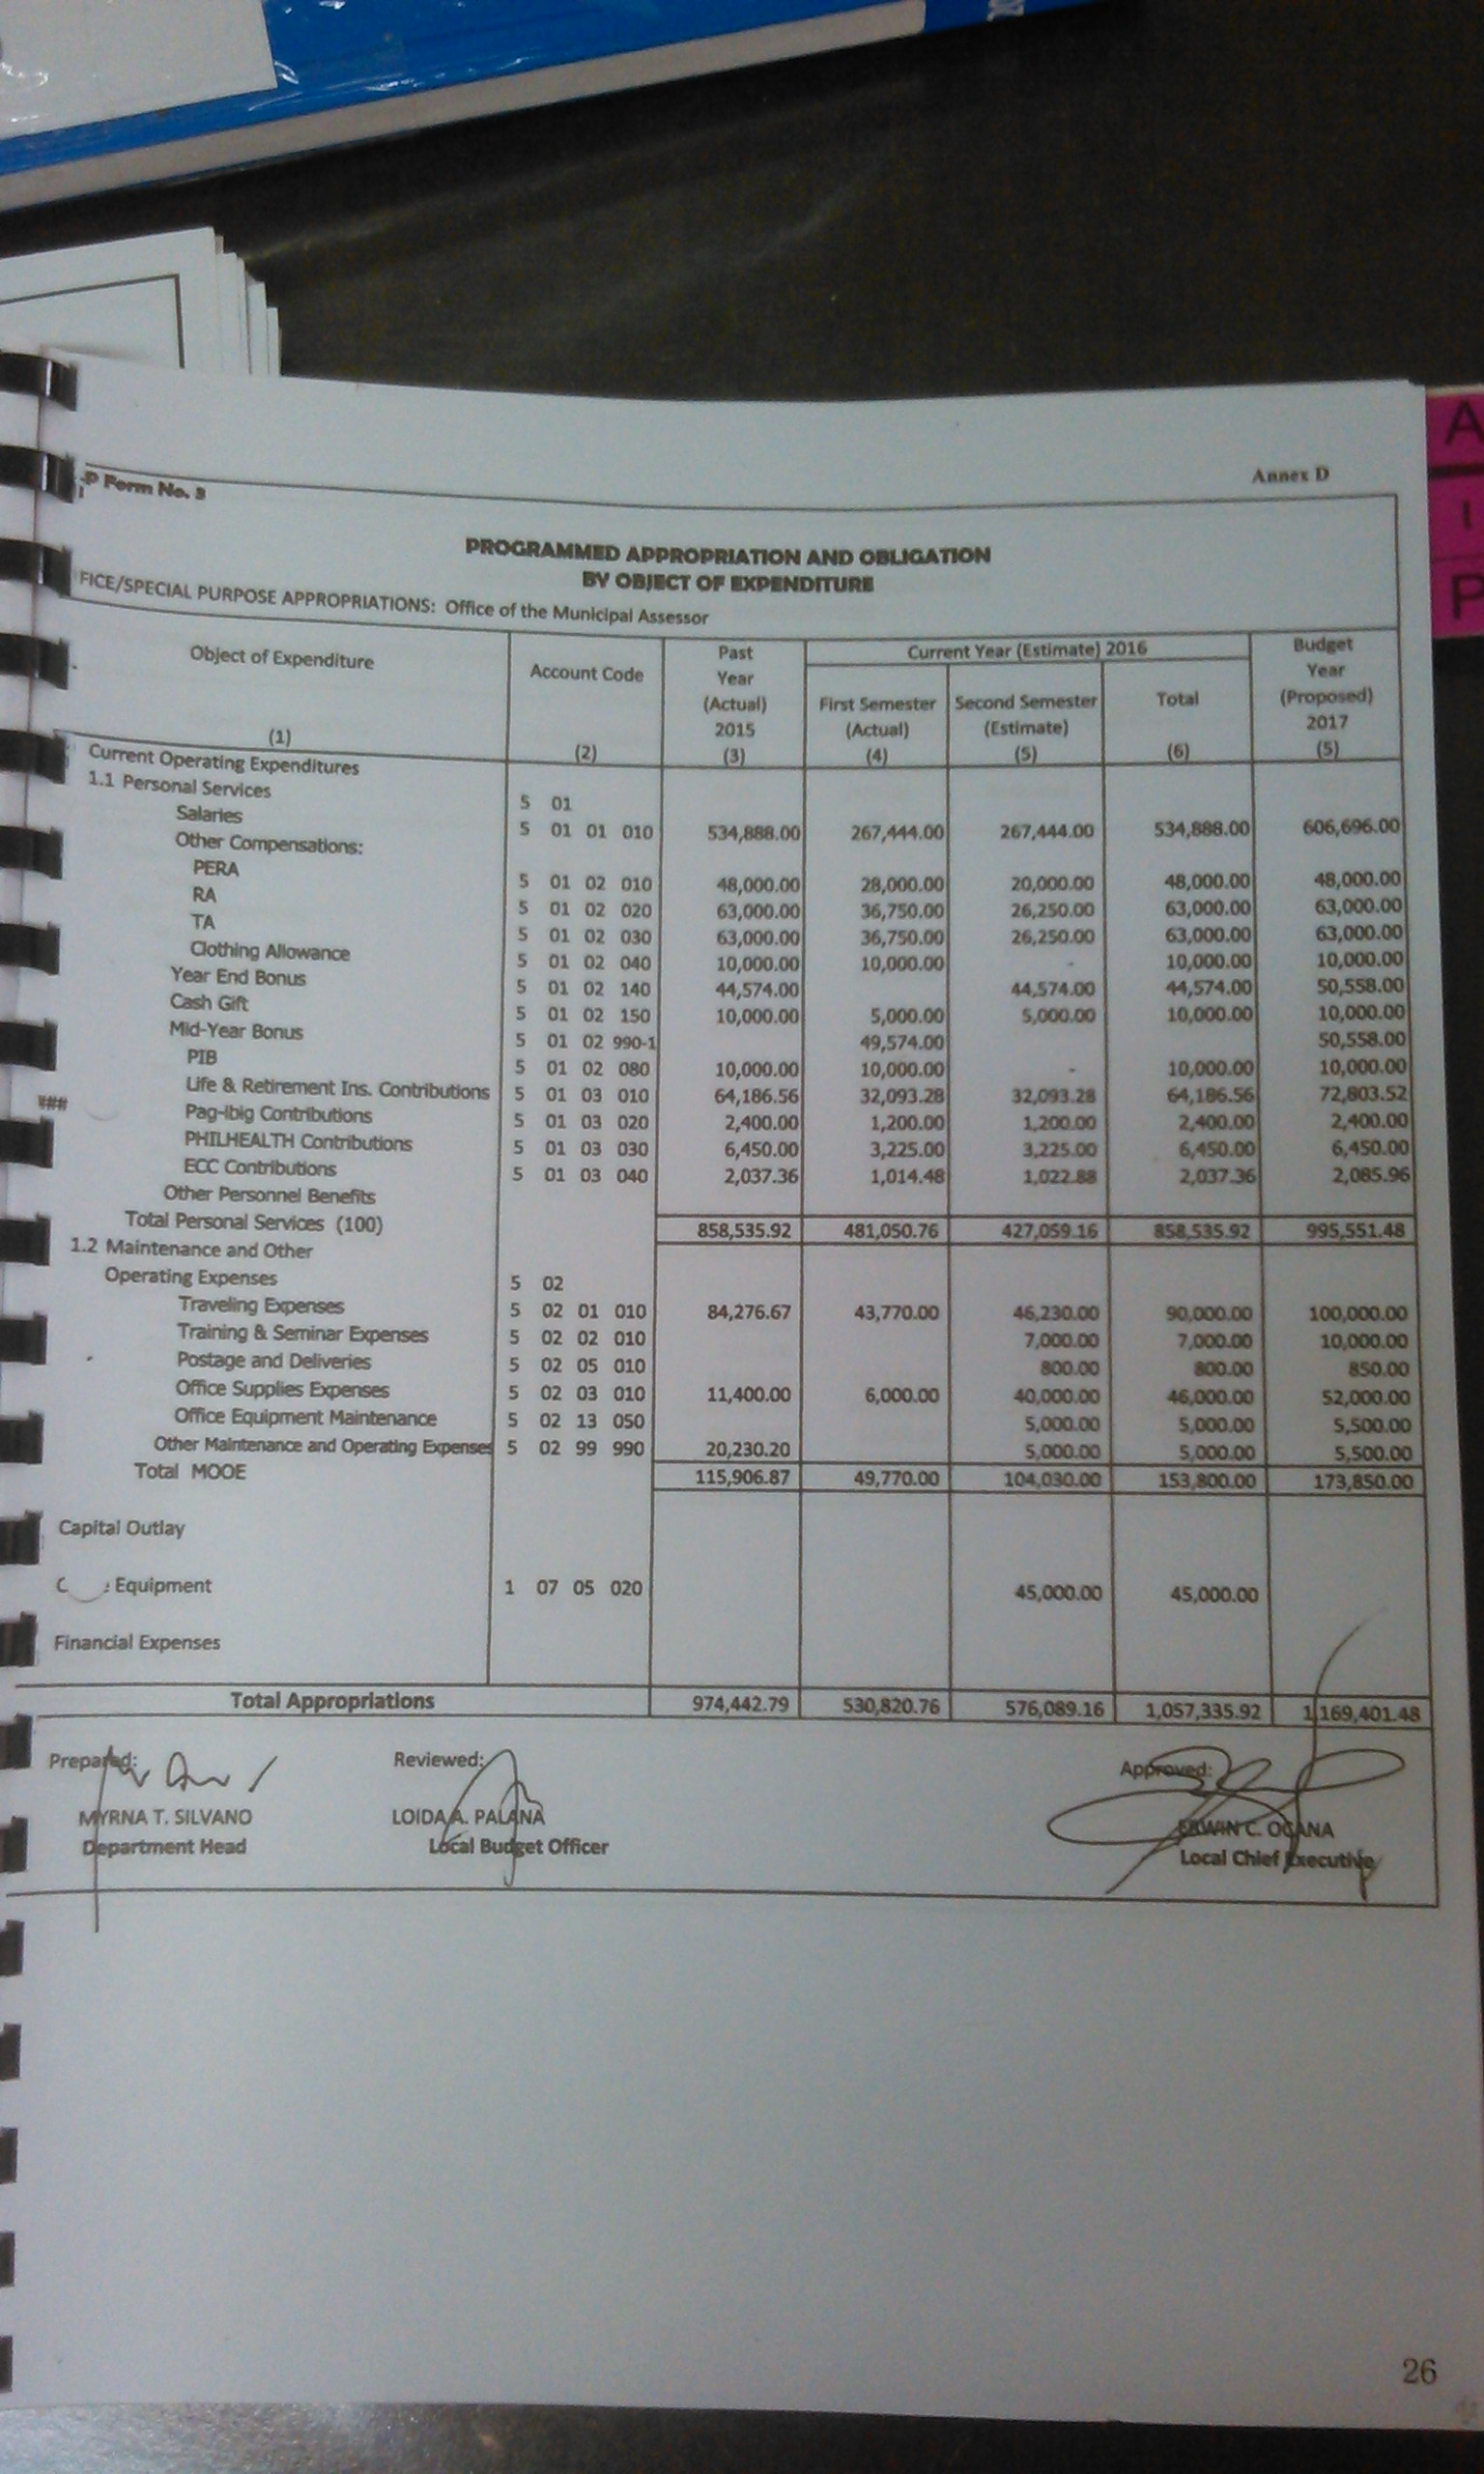 A
I
P
Annex D
P Form No. 3
PROGRAMMED APPROPRIATION AND OBLIGATION
BY OBJECT OF EXPENDITURE
FICE/SPECIAL PURPOSE APPROPRIATIONS: Office of the Municipal Assessor
Object of Expenditure (1) Account Code (2) Past Year (Actual) 2015 (3) Current Year (Estimate) 2016 First Semester (Actual) (4) Second Semester (Estimate) (5) Total (6) Budget Year (Proposed) 2017 (5)
Current Operating Expenditures
1.1 Personal Services 5 01
Salaries 5 01 01 010 534,888.00 267,444.00 267,444.00 534,888.00 606,696.00
Other Compensations:
PERA 5 01 02 010 48,000.00 28,000.00 20,000.00 48,000.00 48,000.00
RA 5 01 02 020 63,000.00 36,750.00 26,250.00 63,000.00 63,000.00
TA 5 01 02 030 63,000.00 36,750.00 26,250.00 63,000.00 63,000.00
Clothing Allowance 5 01 02 040 10,000.00 10,000.00 - 10,000.00 10,000.00
Year End Bonus 5 01 02 140 44,574.00 44,574.00 44,574.00 50,558.00
Cash Gift 5 01 02 150 10,000.00 5,000.00 5,000.00 10,000.00 10,000.00
Mid-Year Bonus 5 01 02 990-1 49,574.00 50,558.00
PIB 5 01 02 080 10,000.00 10,000.00 - 10,000.00 10,000.00
Life & Retirement Ins. Contributions 5 01 03 010 64,186.56 32,093.28 32,093.28 64,186.56 72,803.52
### Pag-ibig Contributions 5 01 03 020 2,400.00 1,200.00 1,200.00 2,400.00 2,400.00
PHILHEALTH Contributions 5 01 03 030 6,450.00 3,225.00 3,225.00 6,450.00 6,450.00
ECC Contributions 5 01 03 040 2,037.36 1,014.48 1,022.88 2,037.36 2,085.96
Other Personnel Benefits
Total Personal Services (100) 858,535.92 481,050.76 427,059.16 858,535.92 995,551.48
1.2 Maintenance and Other
Operating Expenses 5 02
Traveling Expenses 5 02 01 010 84,276.67 43,770.00 46,230.00 90,000.00 100,000.00
Training & Seminar Expenses 5 02 02 010 7,000.00 7,000.00 10,000.00
Postage and Deliveries 5 02 05 010 800.00 800.00 850.00
Office Supplies Expenses 5 02 03 010 11,400.00 6,000.00 40,000.00 46,000.00 52,000.00
Office Equipment Maintenance 5 02 13 050 5,000.00 5,000.00 5,500.00
Other Maintenance and Operating Expenses 5 02 99 990 20,230.20 5,000.00 5,000.00 5,500.00
Total MOOE 115,906.87 49,770.00 104,030.00 153,800.00 173,850.00
Capital Outlay
Equipment 1 07 05 020 45,000.00 45,000.00
Financial Expenses
Total Appropriations 974,442.79 530,820.76 576,089.16 1,057,335.92 1,169,401.48
Prepared: Reviewed: Approved:
MYRNA T. SILVANO LOIDA A. PALANA ERWIN C. OCANA
Department Head Local Budget Officer Local Chief Executive
26